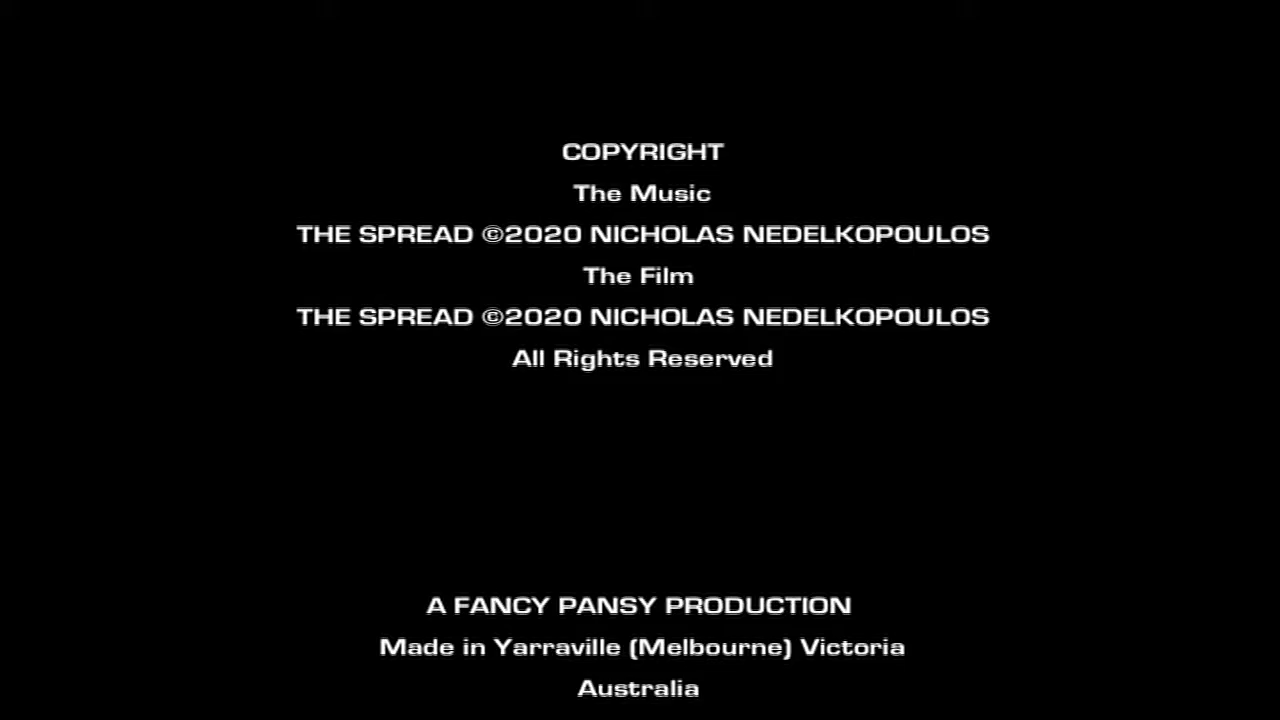 COPYRIGHT
The Music
THE SPREAD ©2020 NICHOLAS NEDELKOPOULOS
The Film
THE SPREAD ©2020 NICHOLAS NEDELKOPOULOS
All Rights Reserved
A FANCY PANSY PRODUCTION
Made in Yarraville (Melbourne) Victoria
Australia